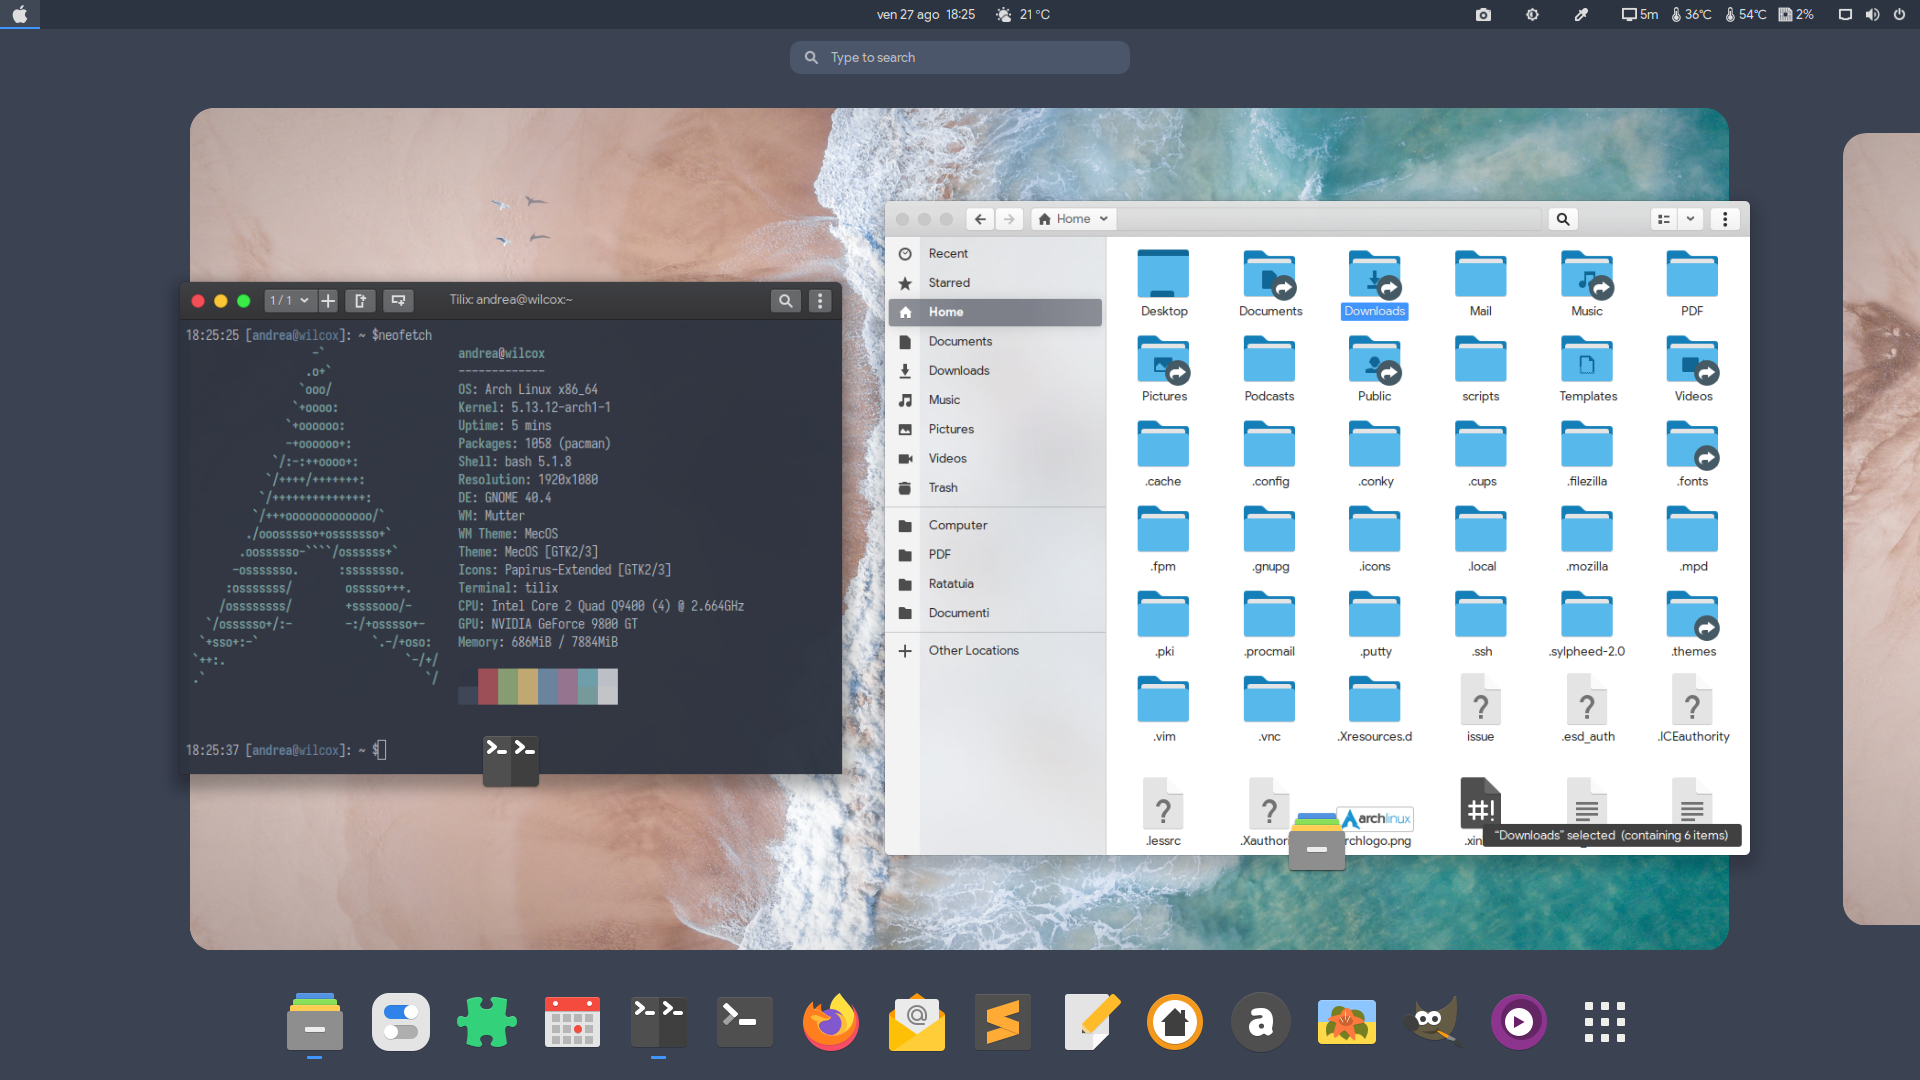 ven 27 ago 18:25 21 °C
5m 36°C 54°C 2%
Type to search
1 / 1
Tilix: andrea@wilcox:~
18:25:25 [andrea@wilcox]: ~ $neofetch
andrea@wilcox
-------------
OS: Arch Linux x86_64
Kernel: 5.13.12-arch1-1
Uptime: 5 mins
Packages: 1058 (pacman)
Shell: bash 5.1.8
Resolution: 1920x1080
DE: GNOME 40.4
WM: Mutter
WM Theme: MecOS
Theme: MecOS [GTK2/3]
Icons: Papirus-Extended [GTK2/3]
Terminal: tilix
CPU: Intel Core 2 Quad Q9400 (4) @ 2.664GHz
GPU: NVIDIA GeForce 9800 GT
Memory: 686MiB / 7884MiB
18:25:37 [andrea@wilcox]: ~ $
Home
Recent
Starred
Home
Documents
Downloads
Music
Pictures
Videos
Trash
Computer
PDF
Ratatuia
Documenti
Other Locations
Desktop Documents Downloads Mail Music PDF
Pictures Podcasts Public scripts Templates Videos
.cache .config .conky .cups .filezilla .fonts
.fpm .gnupg .icons .local .mozilla .mpd
.pki .procmail .putty .ssh .sylpheed-2.0 .themes
.vim .vnc .Xresources.d issue .esd_auth .ICEauthority
archlinux
"Downloads" selected (containing 6 items)
.lessrc .Xauthor rchlogo.png .xin